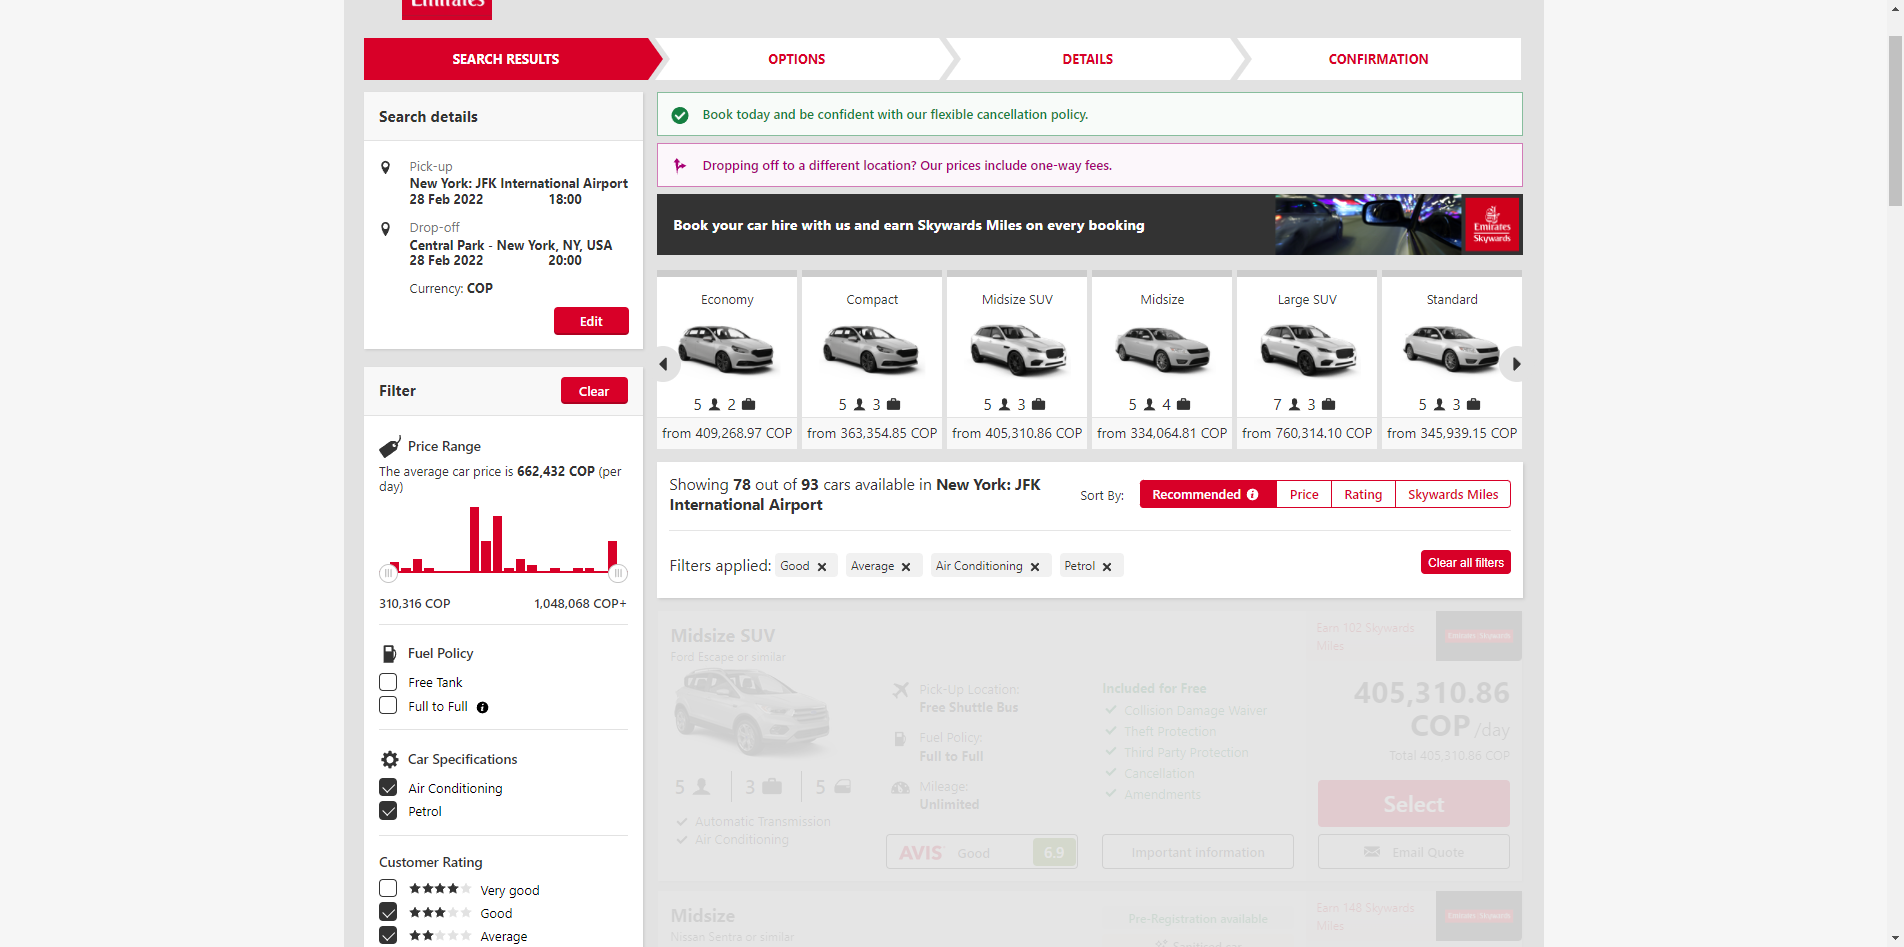 Emirates
SEARCH RESULTS
OPTIONS
DETAILS
CONFIRMATION
Search details
Pick-up
New York: JFK International Airport
28 Feb 2022 18:00
Drop-off
Central Park - New York, NY, USA
28 Feb 2022 20:00
Currency: COP
Edit
Filter
Clear
Price Range
The average car price is 662,432 COP (per
day)
310,316 COP
1,048,068 COP+
Fuel Policy
Free Tank
Full to Full
Car Specifications
Air Conditioning
Petrol
Customer Rating
Very good
Good
Average
Book today and be confident with our flexible cancellation policy.
Dropping off to a different location? Our prices include one-way fees.
Book your car hire with us and earn Skywards Miles on every booking
Emirates
Skywards
Economy
5 2
from 409,268.97 COP
Compact
5 3
from 363,354.85 COP
Midsize SUV
5 3
from 405,310.86 COP
Midsize
5 4
from 334,064.81 COP
Large SUV
7 3
from 760,314.10 COP
Standard
5 3
from 345,939.15 COP
Showing 78 out of 93 cars available in New York: JFK
International Airport
Sort By:
Recommended
Price
Rating
Skywards Miles
Filters applied:
Good
Average
Air Conditioning
Petrol
Clear all filters
Midsize SUV
Ford Escape or similar
5 3 5
Automatic Transmission
Air Conditioning
Pick-Up Location:
Free Shuttle Bus
Fuel Policy:
Full to Full
Mileage:
Unlimited
AVIS Good 6.9
Included for Free
Collision Damage Waiver
Theft Protection
Third Party Protection
Cancellation
Amendments
Important Information
Earn 102 Skywards
Miles
Emirates Skywards
405,310.86
COP /day
Total 405,310.86 COP
Select
Email Quote
Midsize
Nissan Sentra or similar
Pre-Registration available
Sanitised car
Earn 148 Skywards
Miles
Emirates Skywards